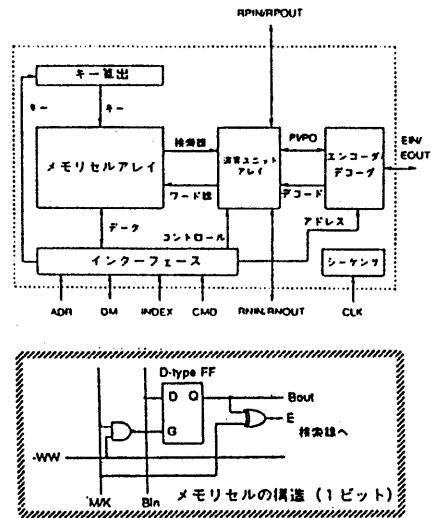 RPIN/RPOUT
キー算出
キー
キー
メモリセルアレイ
検索線
ワード線
演算ユニット
アレイ
PI/PO
デコード
エンコーダ/
デコーダ
EIN/
EOUT
データ
コントロール
アドレス
インターフェース
シーケンサ
ADR
DM
INDEX
CMD
RNIN/RNOUT
CLK
D-type FF
D
Q
G
Bout
E
検索線へ
-WW
M/K
BIn
メモリセルの構造（1ビット）